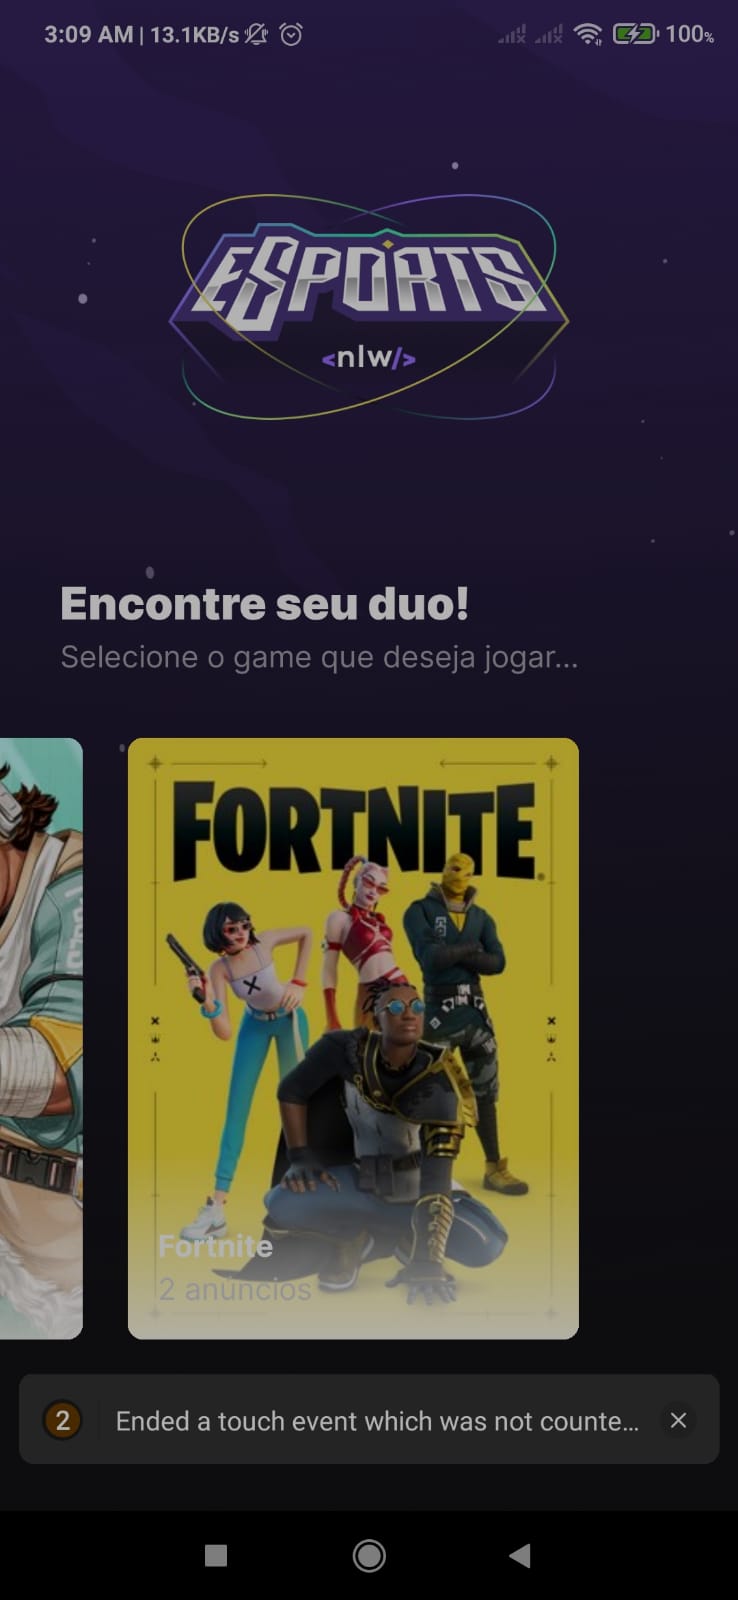 3:09 AM | 13.1KB/s
100%
ESPORTS
<nlw/>
Encontre seu duo!
Selecione o game que deseja jogar...
FORTNITE
Fortnite
2 anúncios
2
Ended a touch event which was not counte...